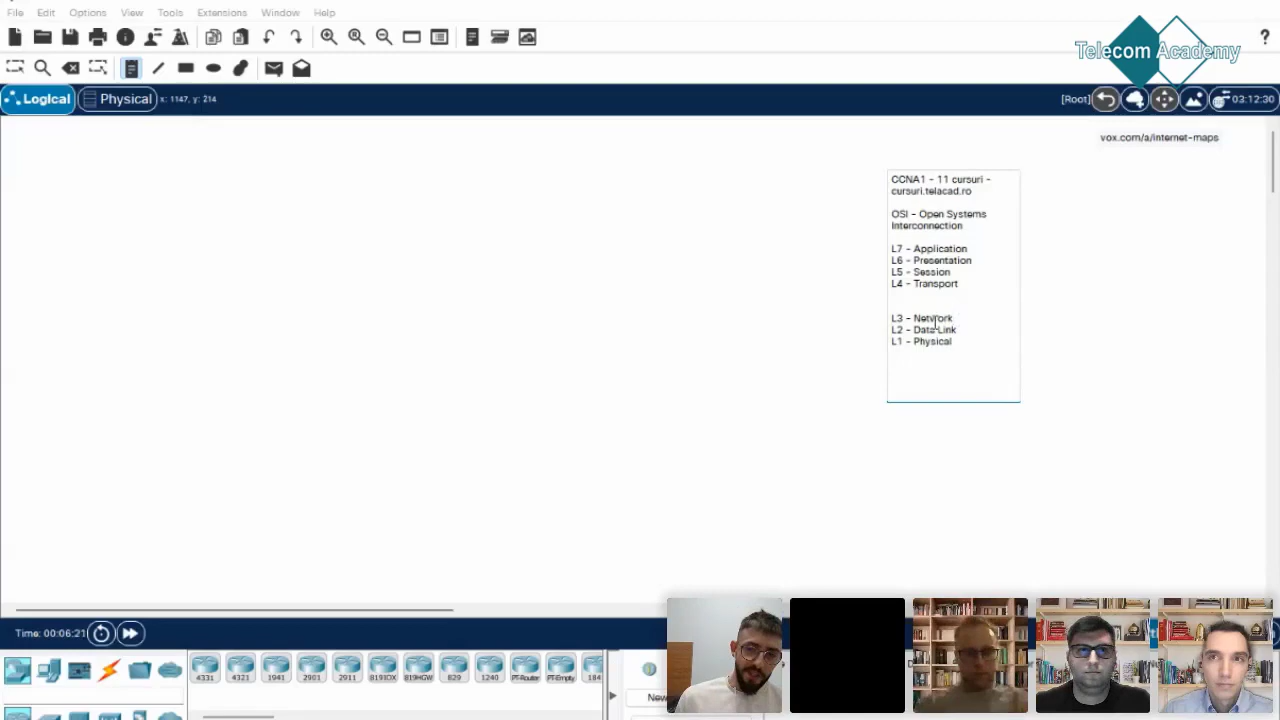 File Edit Options View Tools Extensions Window Help
Telecom Academy
Logical Physical x: 1147, y: 214 [Root] 03:12:30
vox.com/a/internet-maps
CCNA1 - 11 cursuri -
cursuri.telacad.ro
OSI - Open Systems
Interconnection
L7 - Application
L6 - Presentation
L5 - Session
L4 - Transport
L3 - Network
L2 - Data Link
L1 - Physical
Time: 00:06:21
4331 4321 1941 2901 2911 819IOX 819HGW 829 1240 PT-Router PT-Empty 184
New